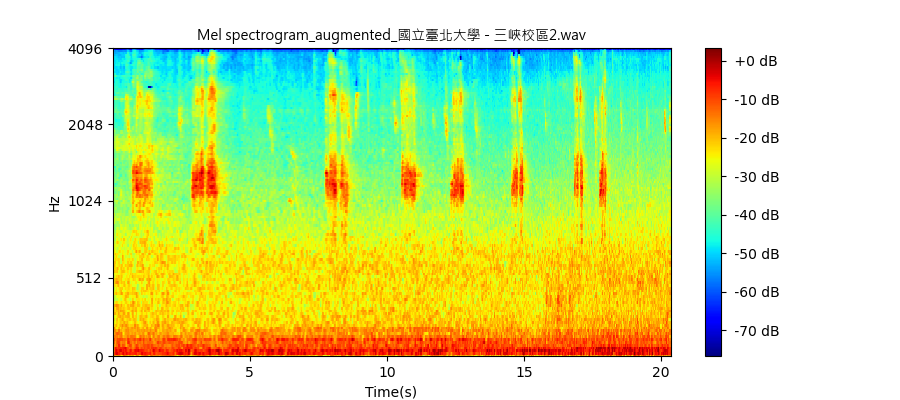 Mel spectrogram_augmented_國立臺北大學 - 三峽校區2.wav
4096
2048
1024
512
0
Hz
0
5
10
15
20
Time(s)
+0 dB
-10 dB
-20 dB
-30 dB
-40 dB
-50 dB
-60 dB
-70 dB